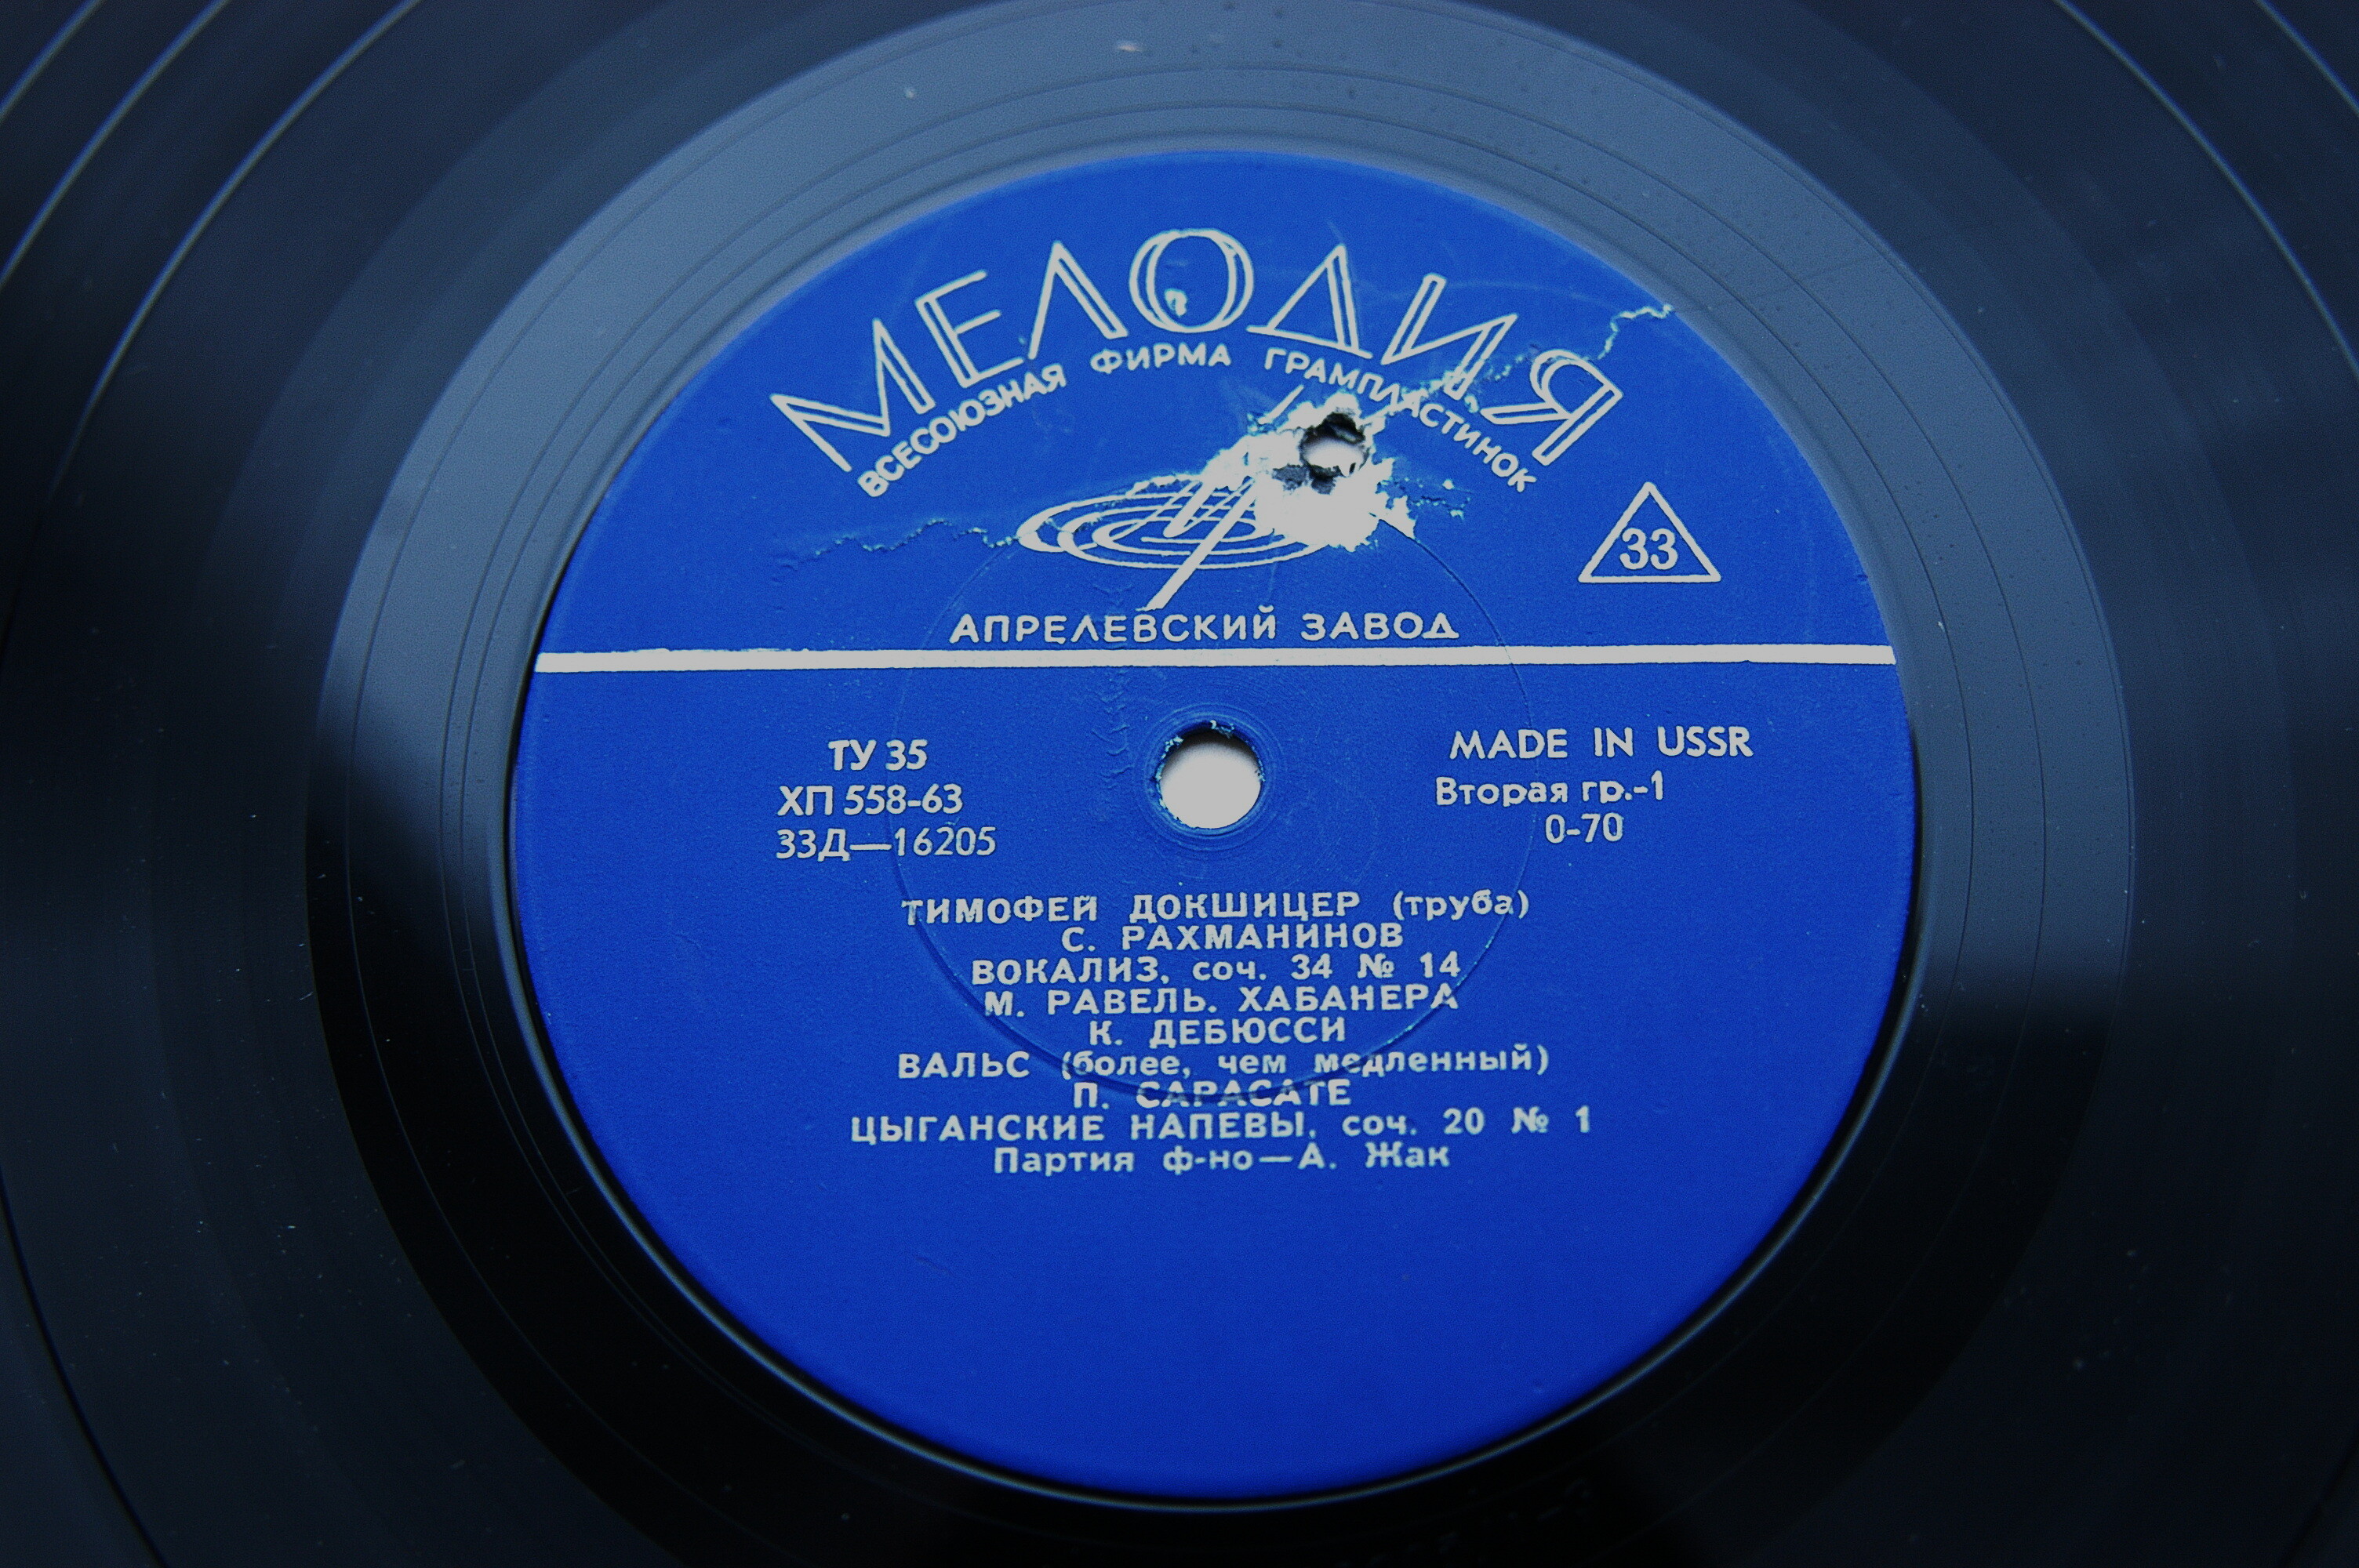 МЕЛОДИЯ
ВСЕСОЮЗНАЯ ФИРМА ГРАМПЛАСТИНОК
33
АПРЕЛЕВСКИЙ ЗАВОД
ТУ 35
ХП 558-63
33Д—16205
MADE IN USSR
Вторая гр.-1
0-70
ТИМОФЕЙ ДОКШИЦЕР (труба)
С. РАХМАНИНОВ
ВОКАЛИЗ, соч. 34 № 14
М. РАВЕЛЬ. ХАБАНЕРА
К. ДЕБЮССИ
ВАЛЬС (более, чем медленный)
П. САРАСАТЕ
ЦЫГАНСКИЕ НАПЕВЫ, соч. 20 № 1
Партия ф-но—А. Жак